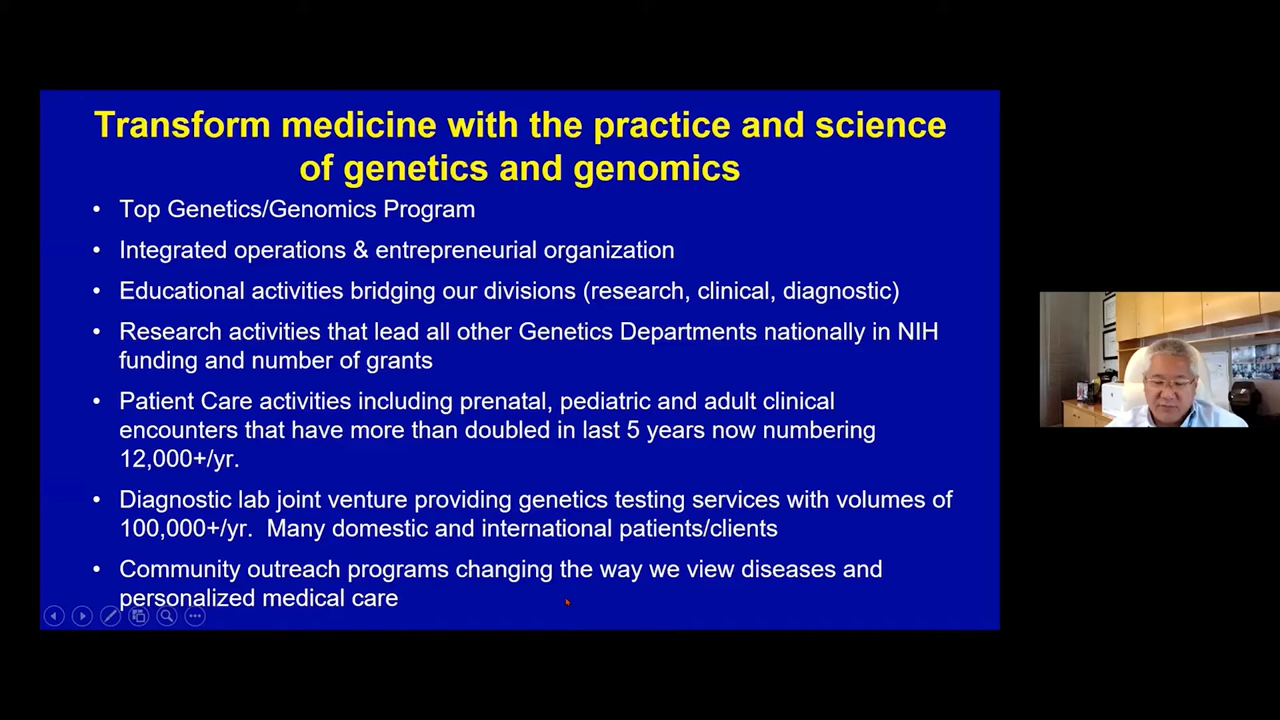 Transform medicine with the practice and science
of genetics and genomics
• Top Genetics/Genomics Program
• Integrated operations & entrepreneurial organization
• Educational activities bridging our divisions (research, clinical, diagnostic)
• Research activities that lead all other Genetics Departments nationally in NIH
funding and number of grants
• Patient Care activities including prenatal, pediatric and adult clinical
encounters that have more than doubled in last 5 years now numbering
12,000+/yr.
• Diagnostic lab joint venture providing genetics testing services with volumes of
100,000+/yr.  Many domestic and international patients/clients
• Community outreach programs changing the way we view diseases and
personalized medical care